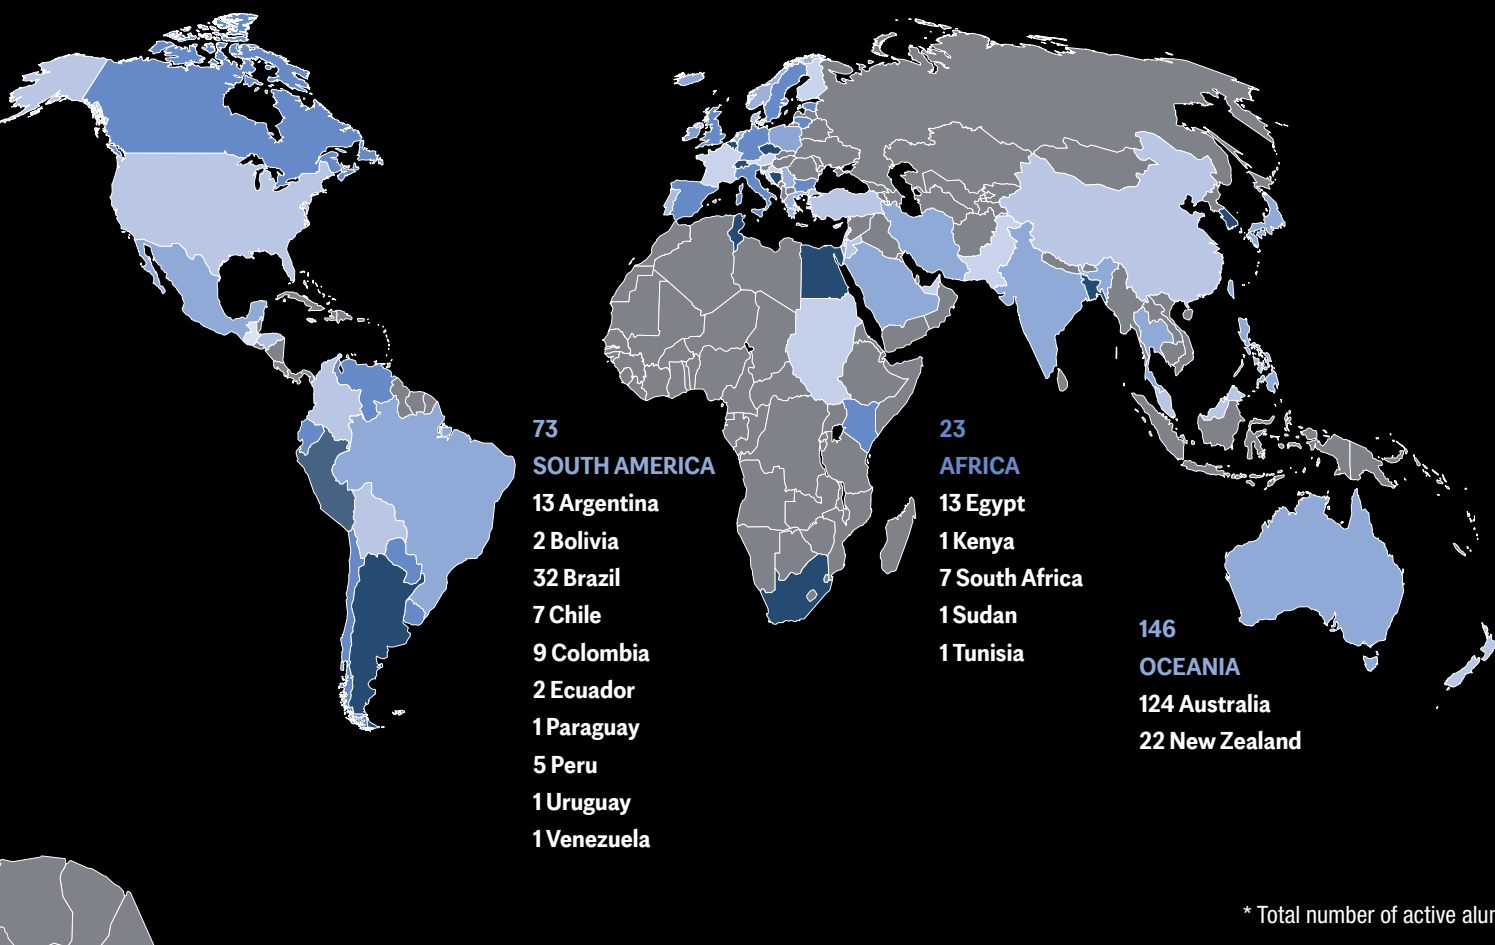 73
SOUTH AMERICA
13 Argentina
2 Bolivia
32 Brazil
7 Chile
9 Colombia
2 Ecuador
1 Paraguay
5 Peru
1 Uruguay
1 Venezuela
23
AFRICA
13 Egypt
1 Kenya
7 South Africa
1 Sudan
1 Tunisia
146
OCEANIA
124 Australia
22 New Zealand
* Total number of active